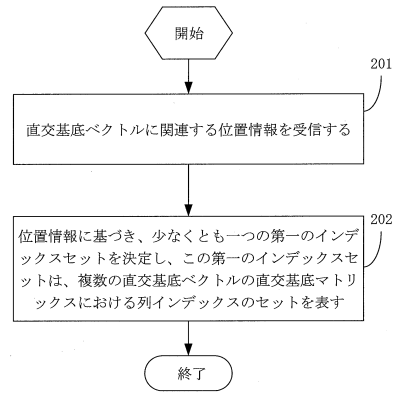 開始
201
直交基底ベクトルに関連する位置情報を受信する
202
位置情報に基づき、少なくとも一つの第一のインデ
ックスセットを決定し、この第一のインデックスセ
ットは、複数の直交基底ベクトルの直交基底マトリ
ックスにおける列インデックスのセットを表す
終了